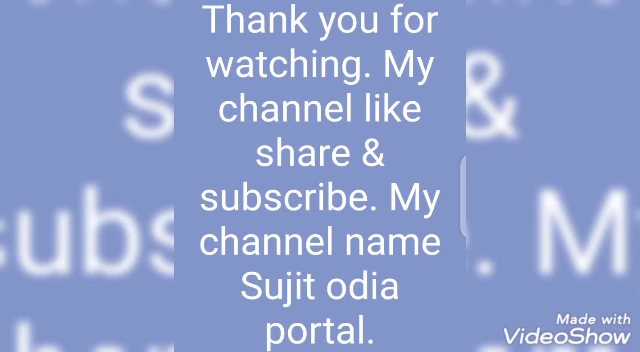 Thank you for
watching. My
channel like
share &
subscribe. My
channel name
Sujit odia
portal.
Made with
VideoShow